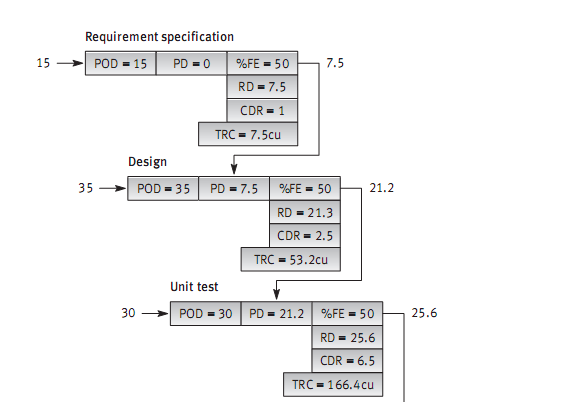 Requirement specification
15 POD = 15 PD = 0 %FE = 50 7.5
RD = 7.5
CDR = 1
TRC = 7.5cu
Design
35 POD = 35 PD = 7.5 %FE = 50 21.2
RD = 21.3
CDR = 2.5
TRC = 53.2cu
Unit test
30 POD = 30 PD = 21.2 %FE = 50 25.6
RD = 25.6
CDR = 6.5
TRC = 166.4cu